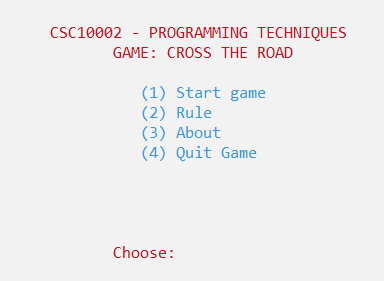 CSC10002 - PROGRAMMING TECHNIQUES
GAME: CROSS THE ROAD
(1) Start game
(2) Rule
(3) About
(4) Quit Game
Choose: